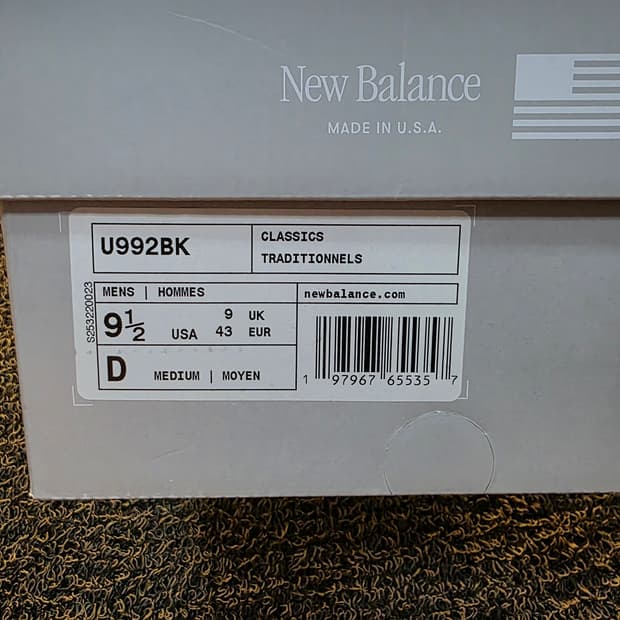 New Balance
MADE IN U.S.A.
U992BK
CLASSICS
TRADITIONNELS
S253220023
MENS | HOMMES
newbalance.com
9½ USA
9 UK
43 EUR
D MEDIUM | MOYEN
1 97967 65535 7